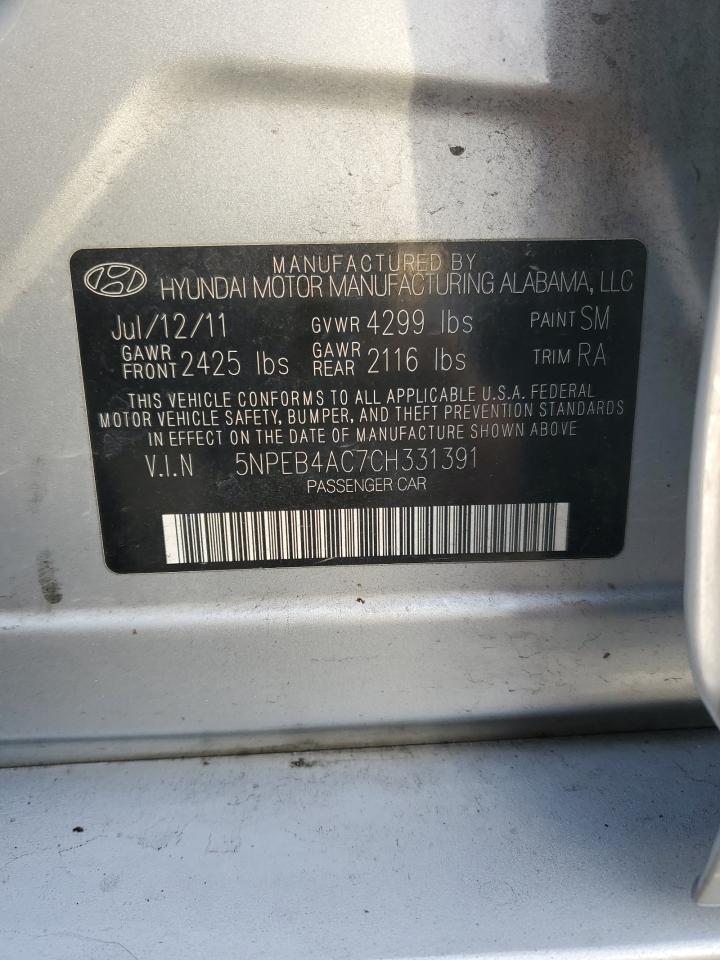 MANUFACTURED BY
HYUNDAI MOTOR MANUFACTURING ALABAMA, LLC
Jul/12/11 GVWR 4299 lbs PAINT SM
GAWR FRONT 2425 lbs GAWR REAR 2116 lbs TRIM RA
THIS VEHICLE CONFORMS TO ALL APPLICABLE U.S.A. FEDERAL
MOTOR VEHICLE SAFETY, BUMPER, AND THEFT PREVENTION STANDARDS
IN EFFECT ON THE DATE OF MANUFACTURE SHOWN ABOVE
V.I.N 5NPEB4AC7CH331391
PASSENGER CAR